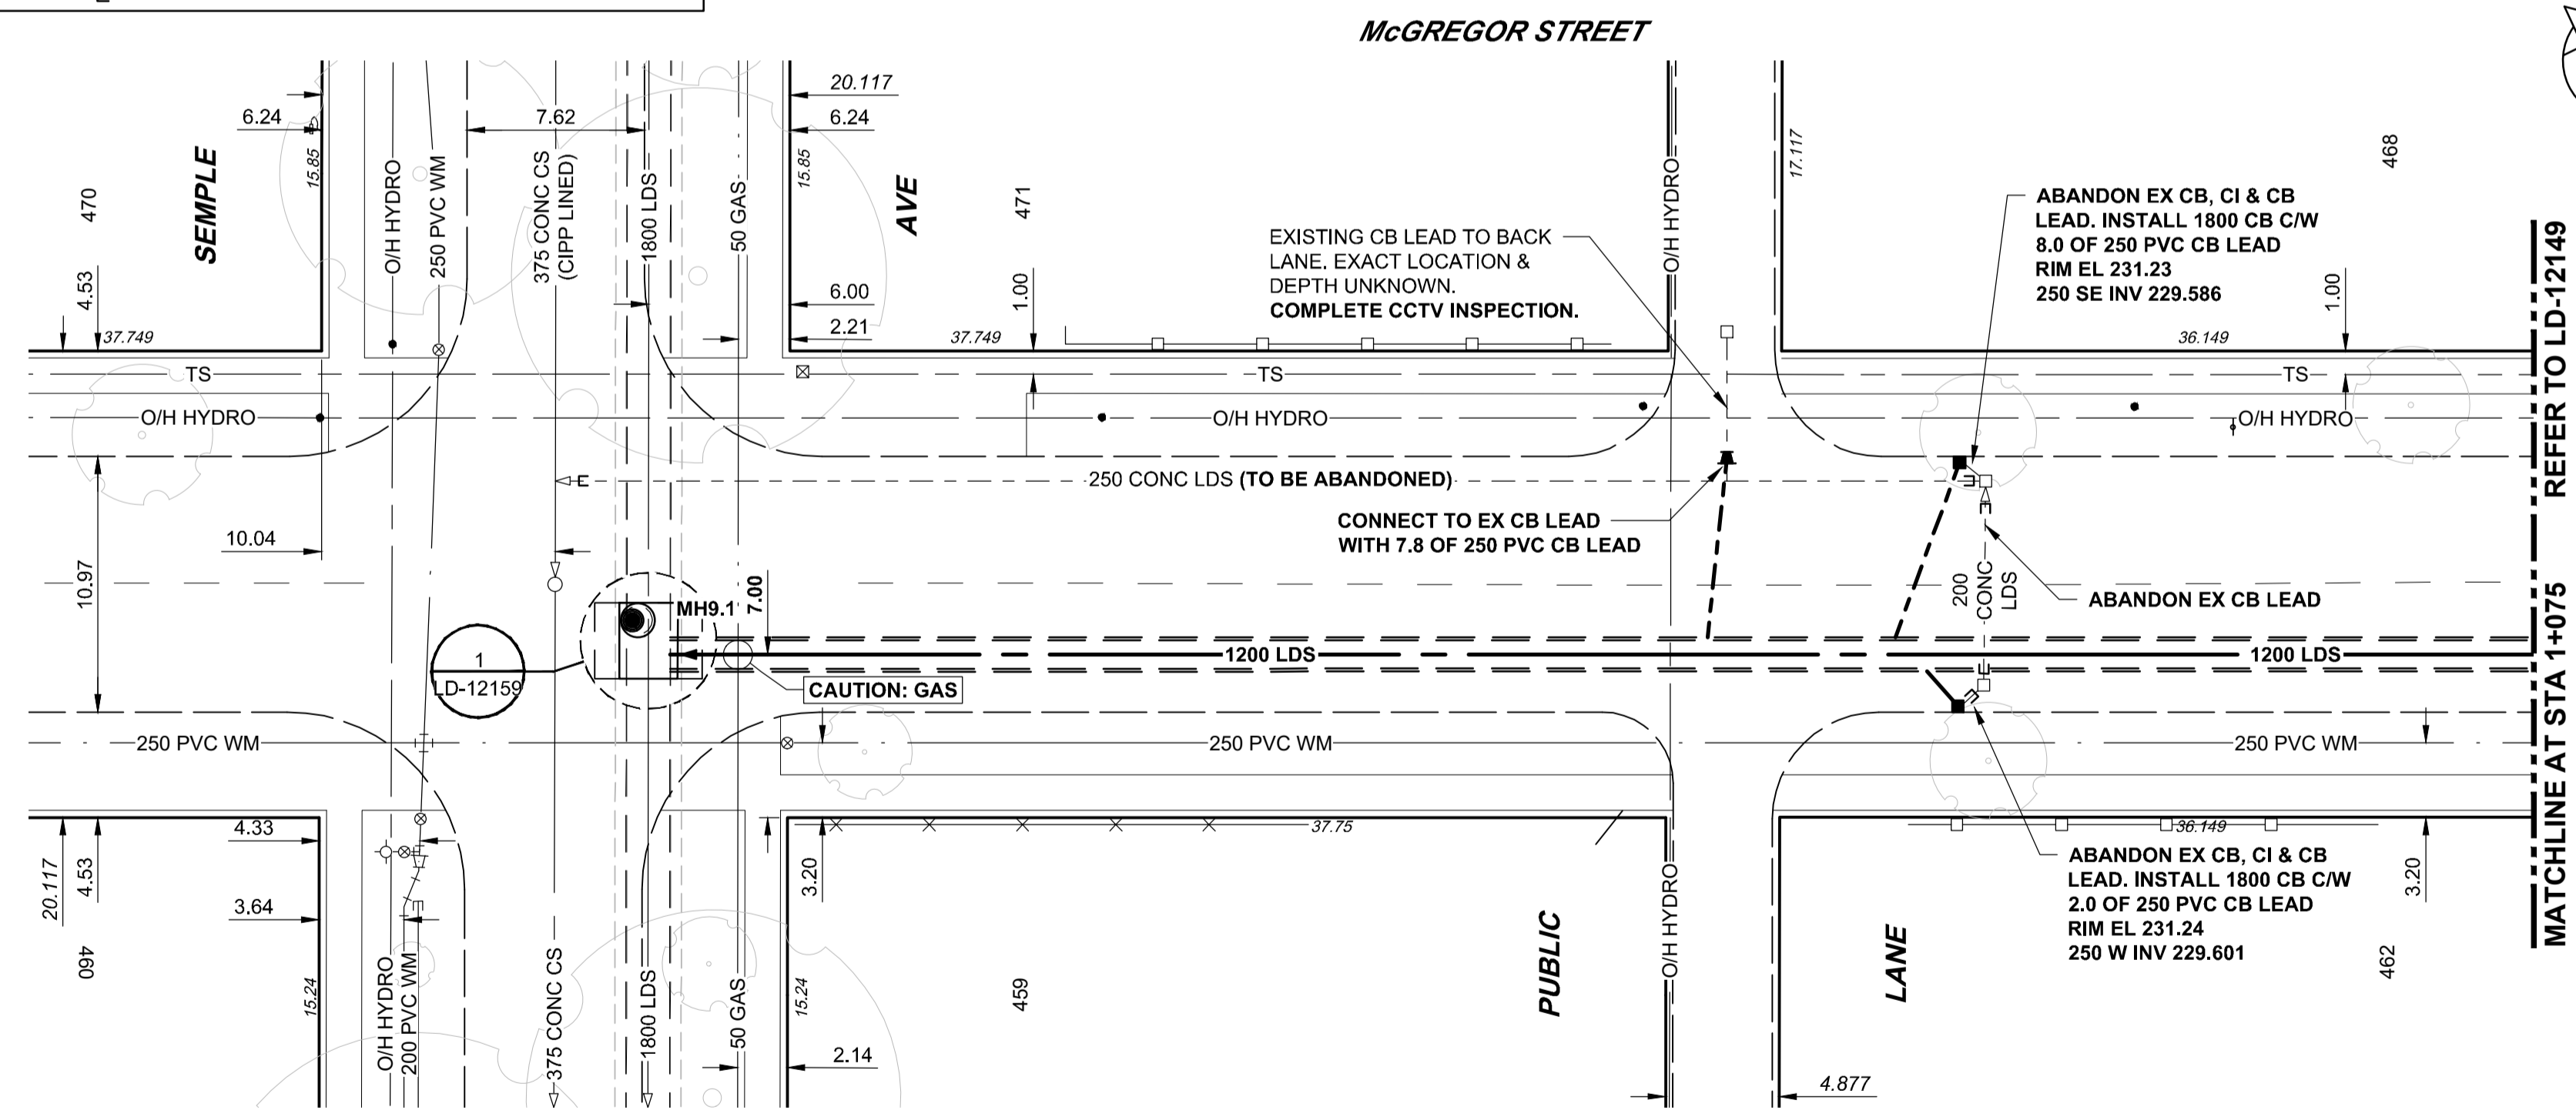 McGREGOR STREET
20.117
6.24
7.62
6.24
SEMPLE
AVE
15.85
O/H HYDRO
250 PVC WM
375 CONC CS
(CIPP LINED)
1800 LDS
50 GAS
15.85
470
471
O/H HYDRO
17.117
468
ABANDON EX CB, CI & CB
LEAD. INSTALL 1800 CB C/W
8.0 OF 250 PVC CB LEAD
RIM EL 231.23
250 SE INV 229.586
EXISTING CB LEAD TO BACK
LANE. EXACT LOCATION &
DEPTH UNKNOWN.
COMPLETE CCTV INSPECTION.
4.53
6.00
1.00
1.00
2.21
37.749
37.749
36.149
TS
TS
TS
O/H HYDRO
O/H HYDRO
O/H HYDRO
E
250 CONC LDS (TO BE ABANDONED)
CONNECT TO EX CB LEAD
WITH 7.8 OF 250 PVC CB LEAD
10.04
10.97
MH9.1
7.00
200
CONC
LDS
ABANDON EX CB LEAD
1
LD-12159
1200 LDS
1200 LDS
CAUTION: GAS
250 PVC WM
250 PVC WM
250 PVC WM
4.33
37.75
36.149
20.117
4.53
3.20
3.20
ABANDON EX CB, CI & CB
LEAD. INSTALL 1800 CB C/W
2.0 OF 250 PVC CB LEAD
RIM EL 231.24
250 W INV 229.601
3.64
460
15.24
O/H HYDRO
200 PVC WM
375 CONC CS
1800 LDS
50 GAS
15.24
459
PUBLIC
O/H HYDRO
LANE
462
2.14
4.877
MATCHLINE AT STA 1+075 REFER TO LD-12149